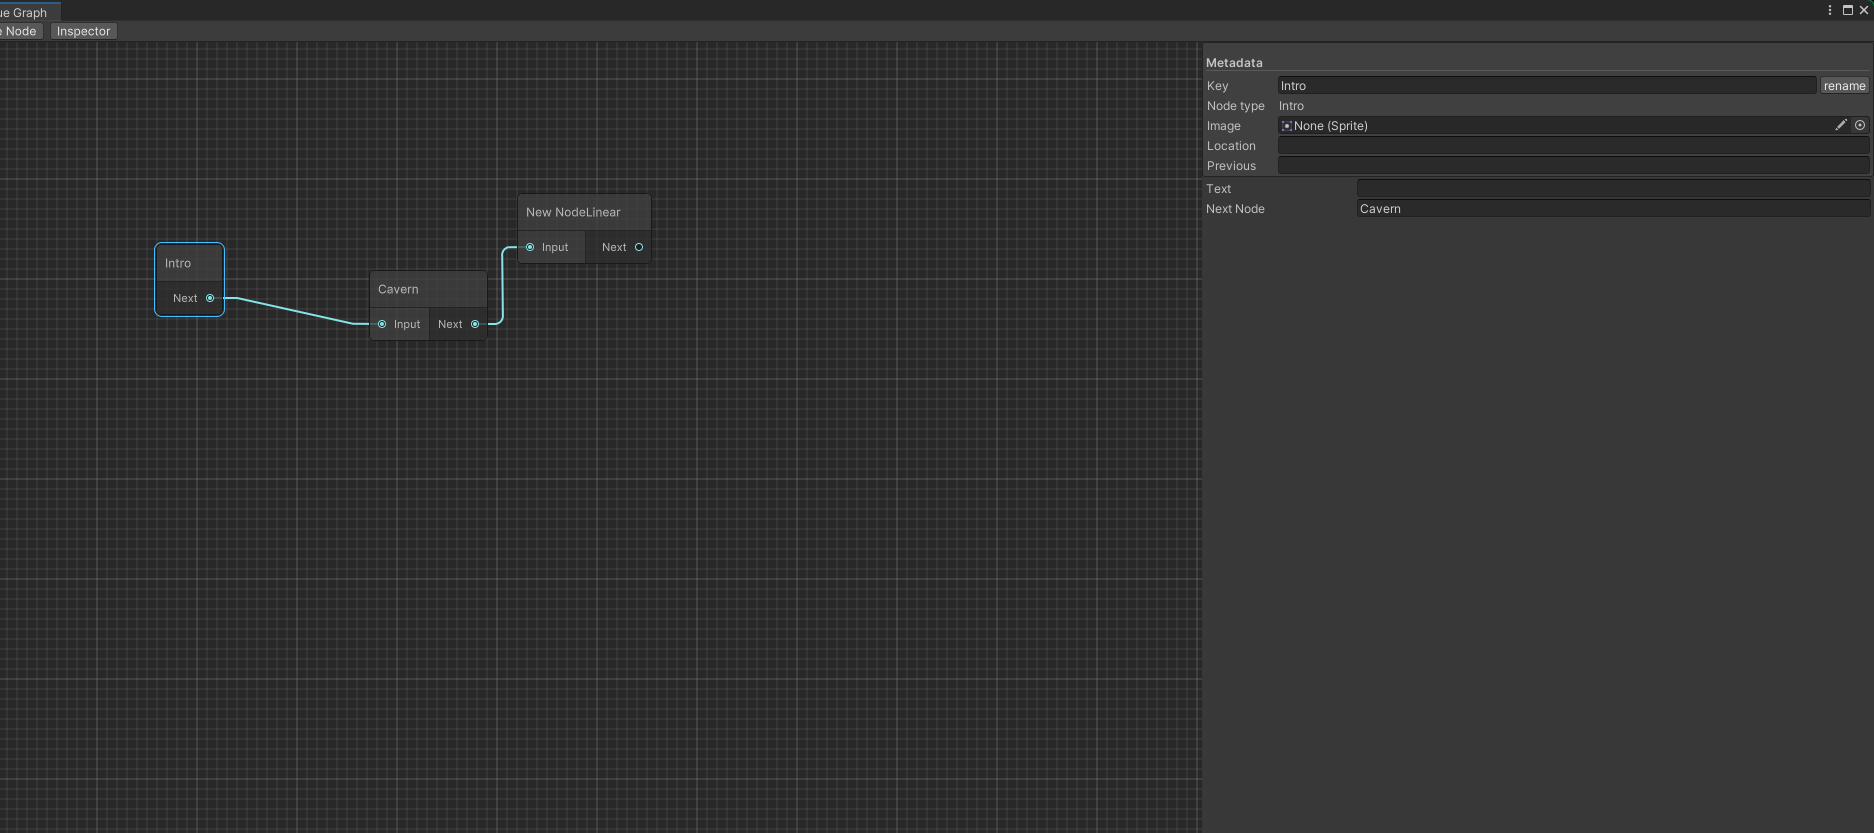 ue Graph
e Node Inspector
Metadata
Key Intro rename
Node type Intro
Image None (Sprite)
Location
Previous
Text
Next Node Cavern
New NodeLinear
Input Next
Intro
Next
Cavern
Input Next